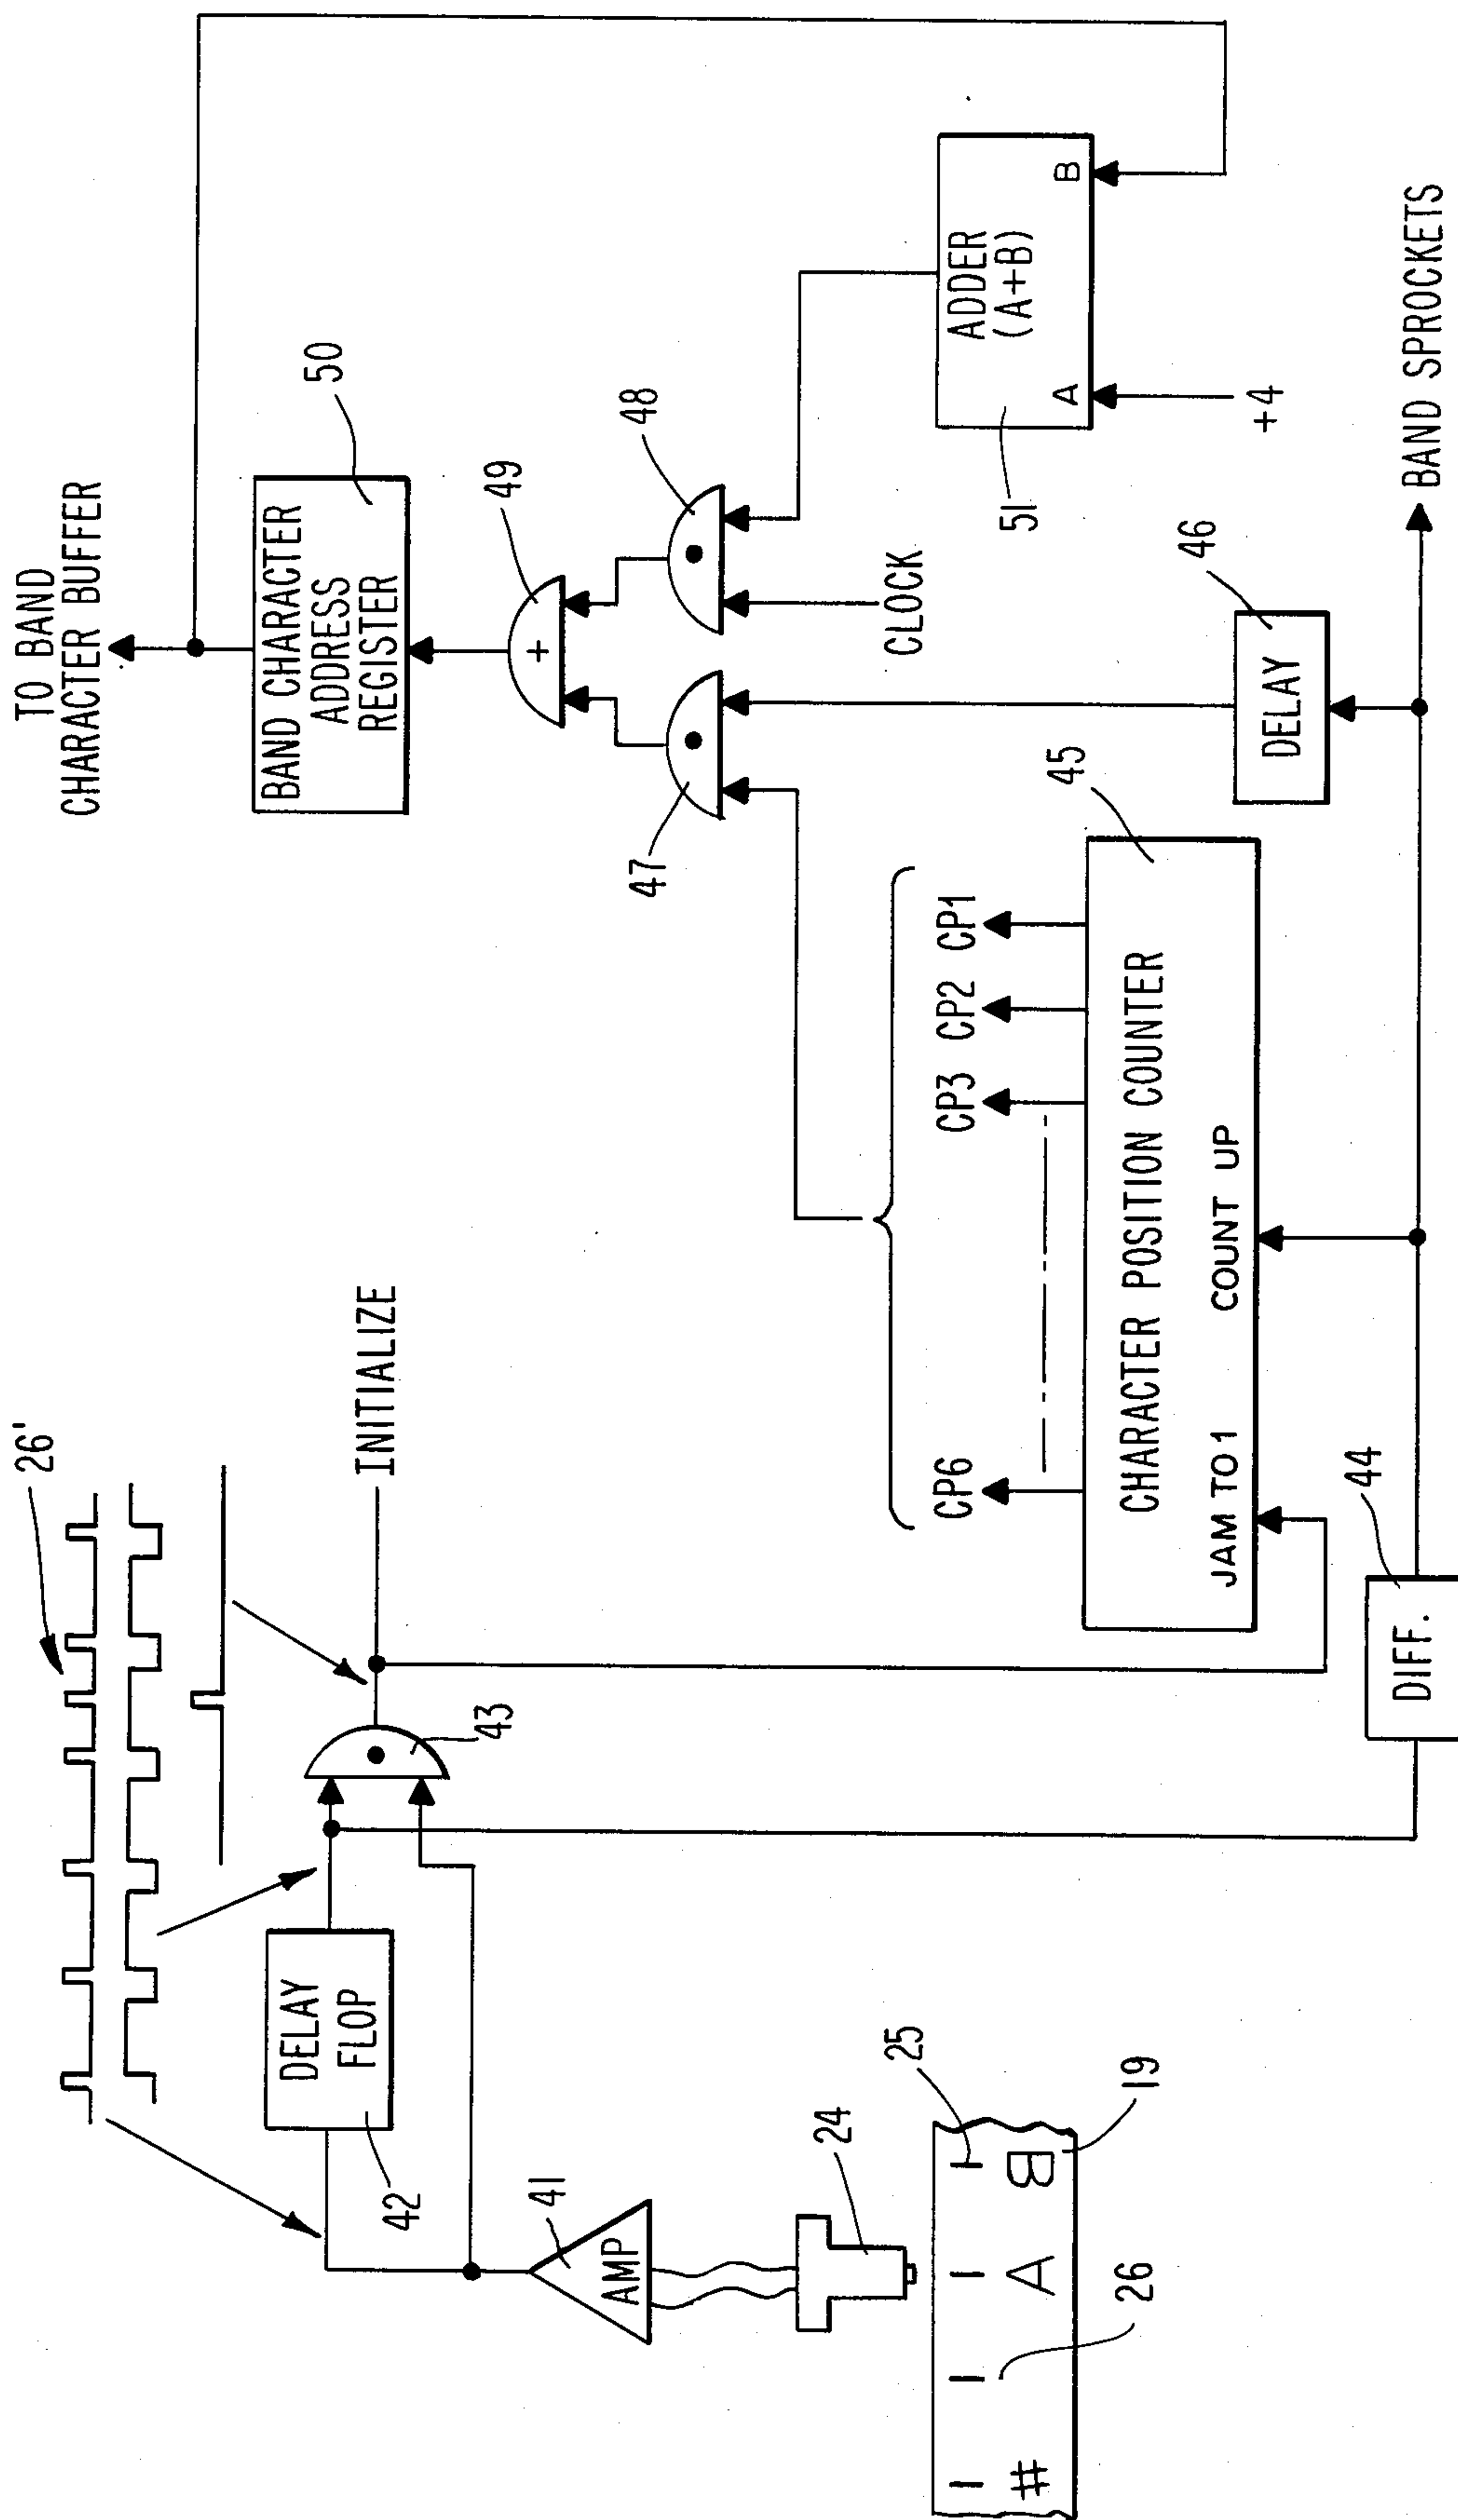 26'
TO BAND
CHARACTER BUFFER
INITIALIZE
BAND CHARACTER
ADDRESS
REGISTER
50
DELAY
FLOP
42
43
49
+
41
AMP
47
48
CLOCK
24
25
# A B
26
19
CP6 CP3 CP2 CP1
CHARACTER POSITION COUNTER
JAM TO 1 COUNT UP
45
ADDER
(A+B)
A B
51
+4
DELAY
46
44
DIFF.
BAND SPROCKETS